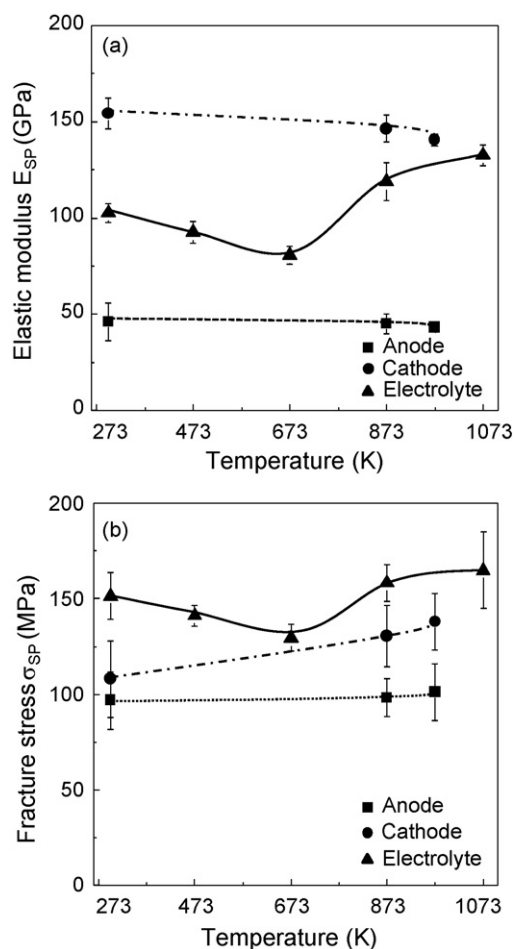 200
(a)
150
100
50
0
Elastic modulus E_SP (GPa)
Anode
Cathode
Electrolyte
273 473 673 873 1073
Temperature (K)
200
(b)
150
100
50
0
Fracture stress σ_SP (MPa)
Anode
Cathode
Electrolyte
273 473 673 873 1073
Temperature (K)